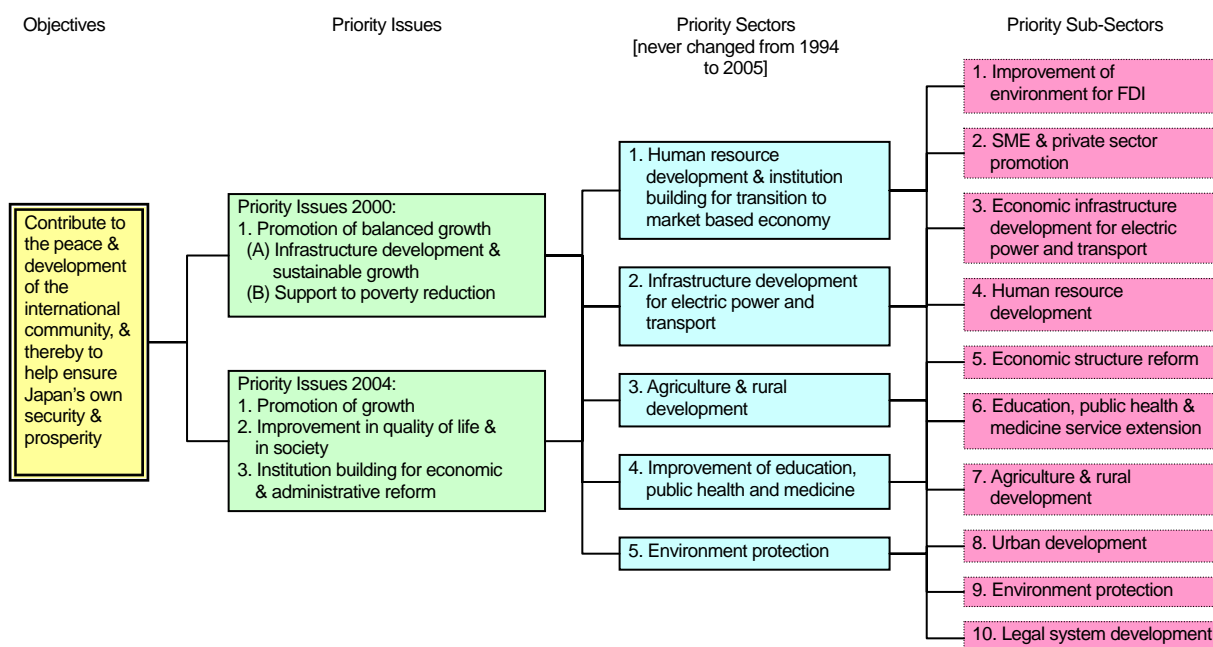 Objectives
Priority Issues
Priority Sectors
[never changed from 1994
to 2005]
Priority Sub-Sectors
Contribute to
the peace &
development
of the
international
community, &
thereby to
help ensure
Japan's own
security &
prosperity
Priority Issues 2000:
1. Promotion of balanced growth
(A) Infrastructure development &
sustainable growth
(B) Support to poverty reduction
Priority Issues 2004:
1. Promotion of growth
2. Improvement in quality of life &
in society
3. Institution building for economic
& administrative reform
1. Human resource
development & institution
building for transition to
market based economy
2. Infrastructure development
for electric power and
transport
3. Agriculture & rural
development
4. Improvement of education,
public health and medicine
5. Environment protection
1. Improvement of
environment for FDI
2. SME & private sector
promotion
3. Economic infrastructure
development for electric
power and transport
4. Human resource
development
5. Economic structure reform
6. Education, public health &
medicine service extension
7. Agriculture & rural
development
8. Urban development
9. Environment protection
10. Legal system development